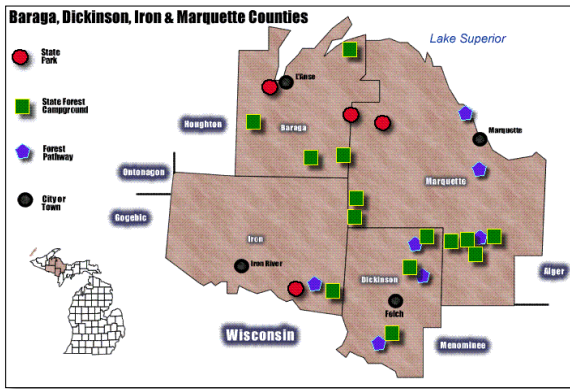 Baraga, Dickinson, Iron & Marquette Counties
Lake Superior
State
Park
L'Anse
State Forest
Campground
Houghton
Baraga
Marquette
Forest
Pathway
Ontonagon
Marquette
City or
Town
Gogebic
Iron
Iron River
Dickinson
Alger
Felch
Wisconsin
Menominee